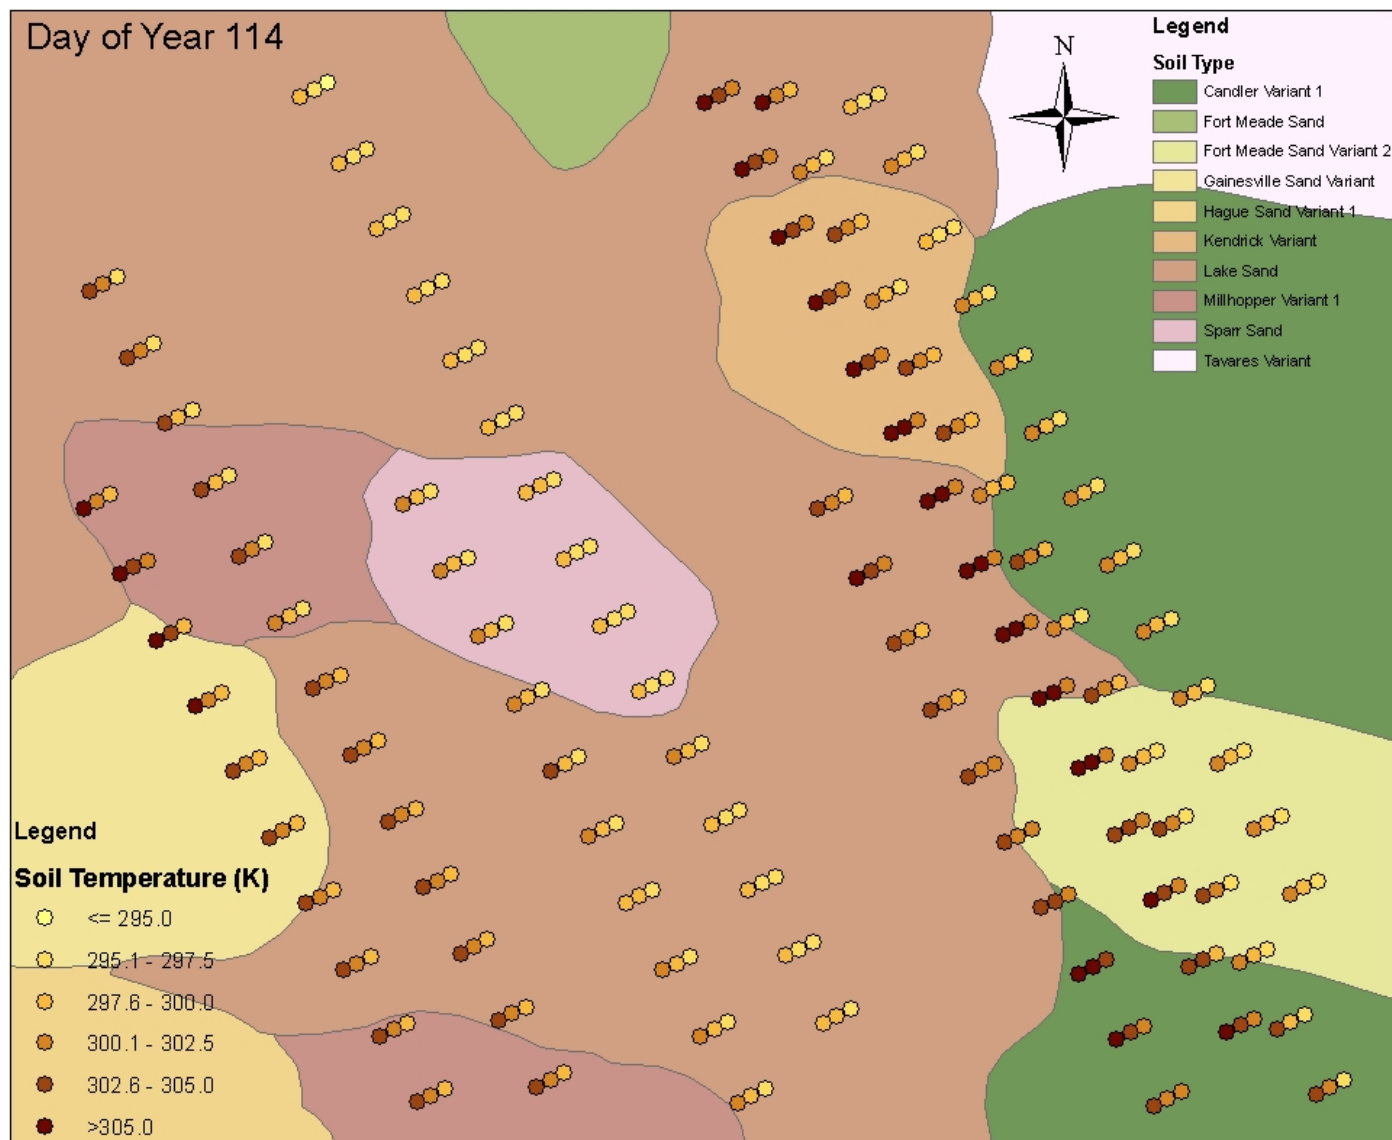 Day of Year 114
N
Legend
Soil Type
Candler Variant 1
Fort Meade Sand
Fort Meade Sand Variant 2
Gainesville Sand Variant
Hague Sand Variant 1
Kendrick Variant
Lake Sand
Millhopper Variant 1
Sparr Sand
Tavares Variant
Legend
Soil Temperature (K)
<= 295.0
295.1 - 297.5
297.6 - 300.0
300.1 - 302.5
302.6 - 305.0
>305.0